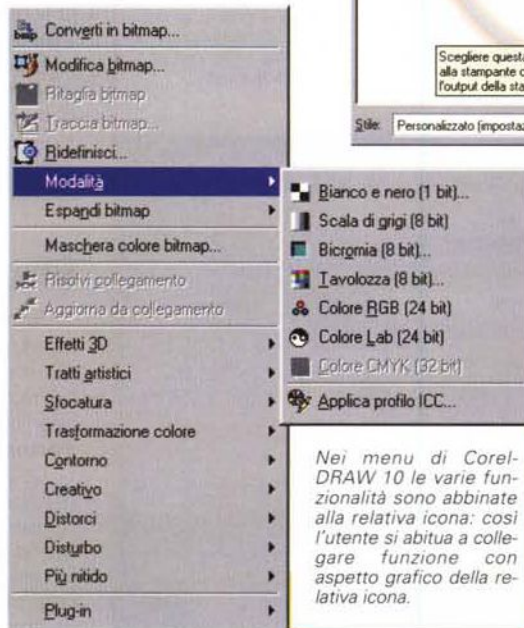 Converti in bitmap...
Modifica bitmap...
Ritaglia bitmap
Traccia bitmap...
Ridefinisci...
Modalità
Espandi bitmap
Maschera colore bitmap...
Risolvi collegamento
Aggiorna da collegamento
Effetti 3D
Tratti artistici
Sfocatura
Trasformazione colore
Contorno
Creativo
Distorci
Disturbo
Più nitido
Plug-in
Scegliere questa
alla stampante
l'output della
Stile: Personalizzato
Bianco e nero (1 bit)...
Scala di grigi (8 bit)
Bicromia (8 bit)...
Tavolozza (8 bit)...
Colore RGB (24 bit)
Colore Lab (24 bit)
Colore CMYK (32 bit)
Applica profilo ICC...
Nei menu di Corel-
DRAW 10 le varie fun-
zionalità sono abbinate
alla relativa icona: così
l'utente si abitua a colle-
gare funzione con
aspetto grafico della re-
lativa icona.